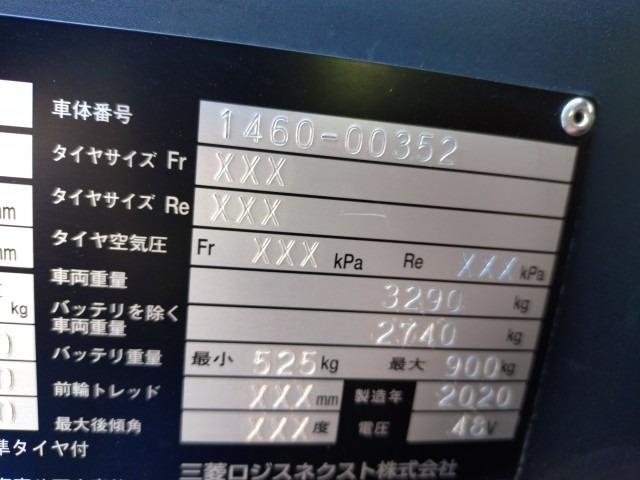 車体番号 1460-00352
タイヤサイズ Fr XXX
タイヤサイズ Re XXX
mm タイヤ空気圧 Fr XXX kPa Re XXX kPa
mm 車両重量 3290 kg
kg バッテリを除く
車両重量 2740 kg
バッテリ重量 最小 525 kg 最大 900 kg
前輪トレッド XXX mm 製造年 2020
最大後傾角 XXX 度 電圧 48V
準タイヤ付
三菱ロジスネクスト株式会社